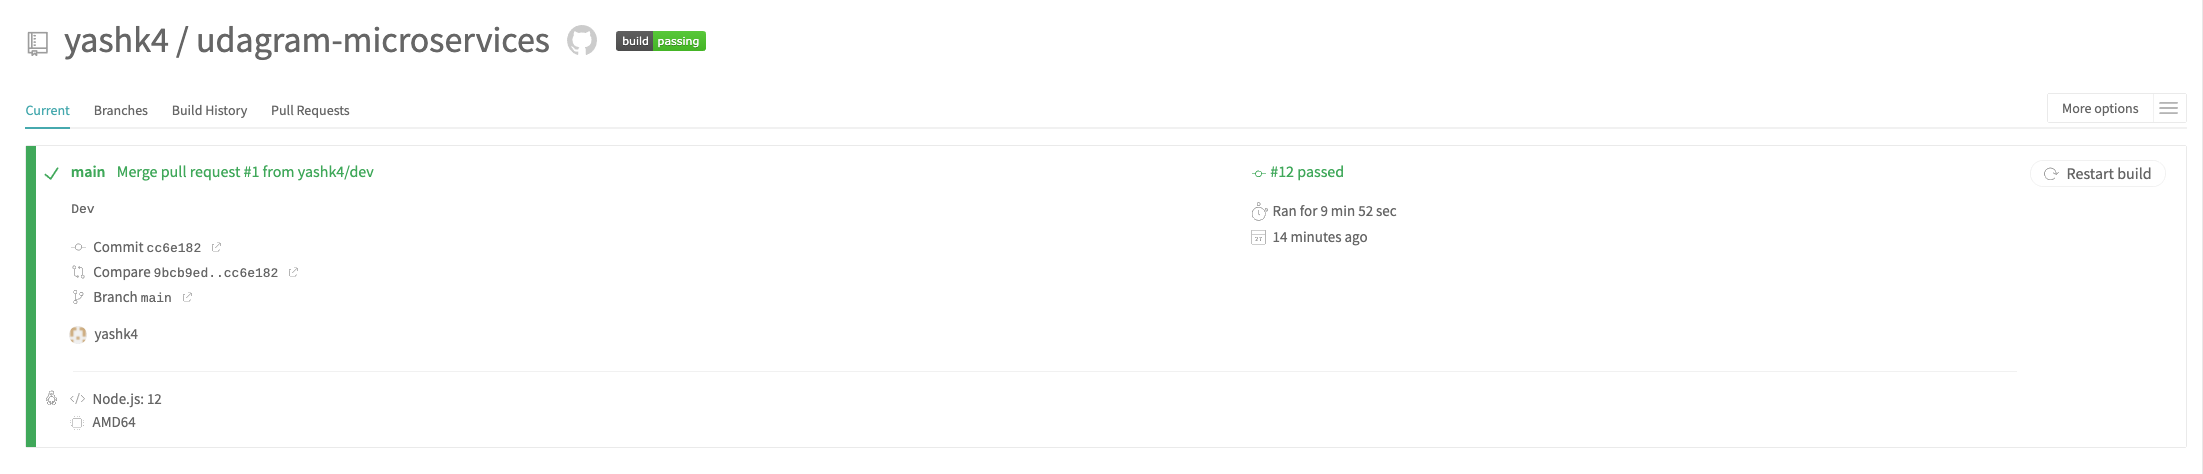 yashk4 / udagram-microservices build passing
Current Branches Build History Pull Requests More options
main Merge pull request #1 from yashk4/dev #12 passed Restart build
Dev Ran for 9 min 52 sec
14 minutes ago
Commit cc6e182
Compare 9bcb9ed..cc6e182
Branch main
yashk4
Node.js: 12
AMD64